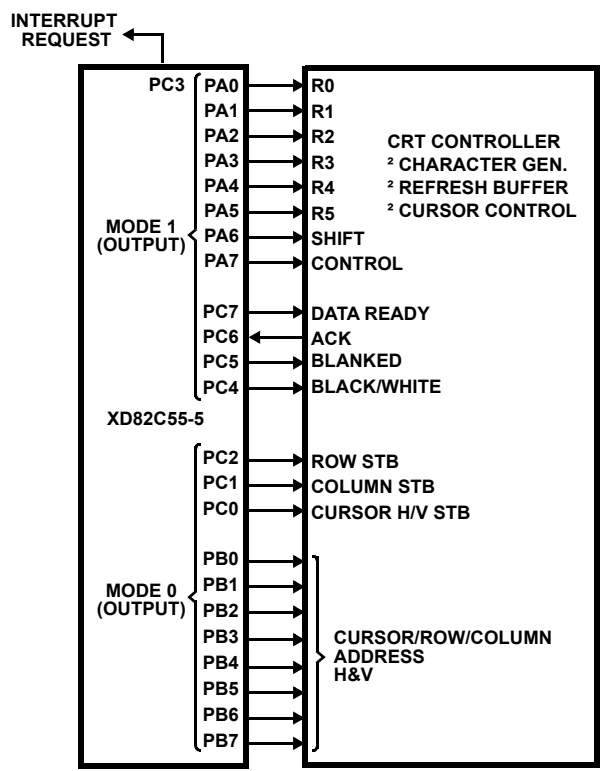 INTERRUPT
REQUEST
PC3 PA0 R0
PA1 R1
PA2 R2
PA3 R3
PA4 R4
PA5 R5
PA6 SHIFT
PA7 CONTROL
CRT CONTROLLER
² CHARACTER GEN.
² REFRESH BUFFER
² CURSOR CONTROL
MODE 1
(OUTPUT)
PC7 DATA READY
PC6 ACK
PC5 BLANKED
PC4 BLACK/WHITE
XD82C55-5
PC2 ROW STB
PC1 COLUMN STB
PC0 CURSOR H/V STB
MODE 0
(OUTPUT)
PB0
PB1
PB2
PB3
PB4
PB5
PB6
PB7
CURSOR/ROW/COLUMN
ADDRESS
H&V